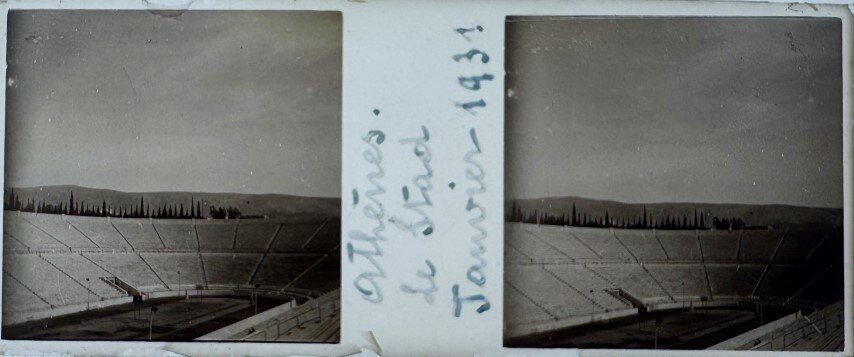 Athènes.
Le Stad
Janvier 1931